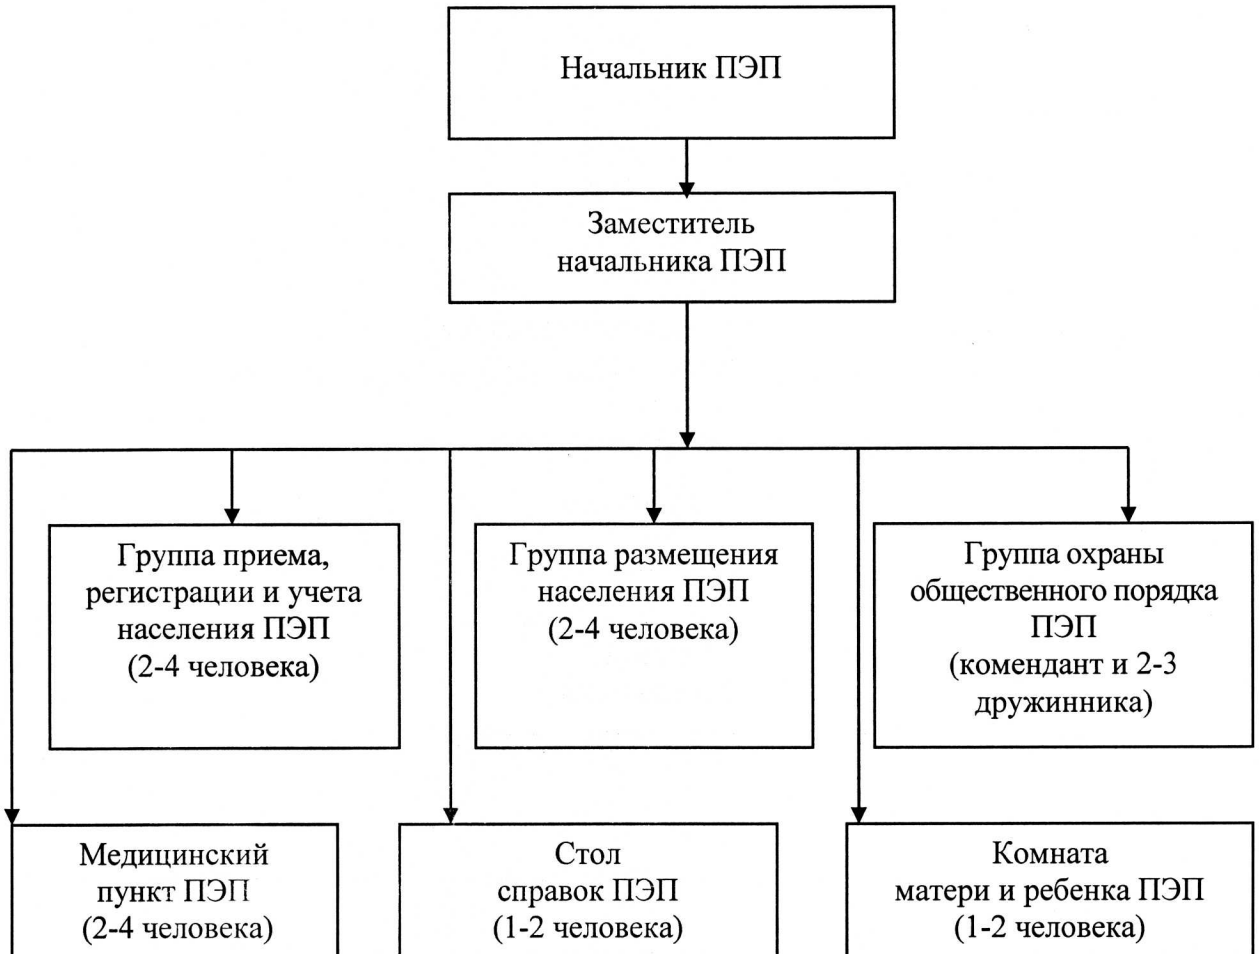 Начальник ПЭП
Заместитель
начальника ПЭП
Группа приема,
регистрации и учета
населения ПЭП
(2-4 человека)
Группа размещения
населения ПЭП
(2-4 человека)
Группа охраны
общественного порядка
ПЭП
(комендант и 2-3
дружинника)
Медицинский
пункт ПЭП
(2-4 человека)
Стол
справок ПЭП
(1-2 человека)
Комната
матери и ребенка ПЭП
(1-2 человека)